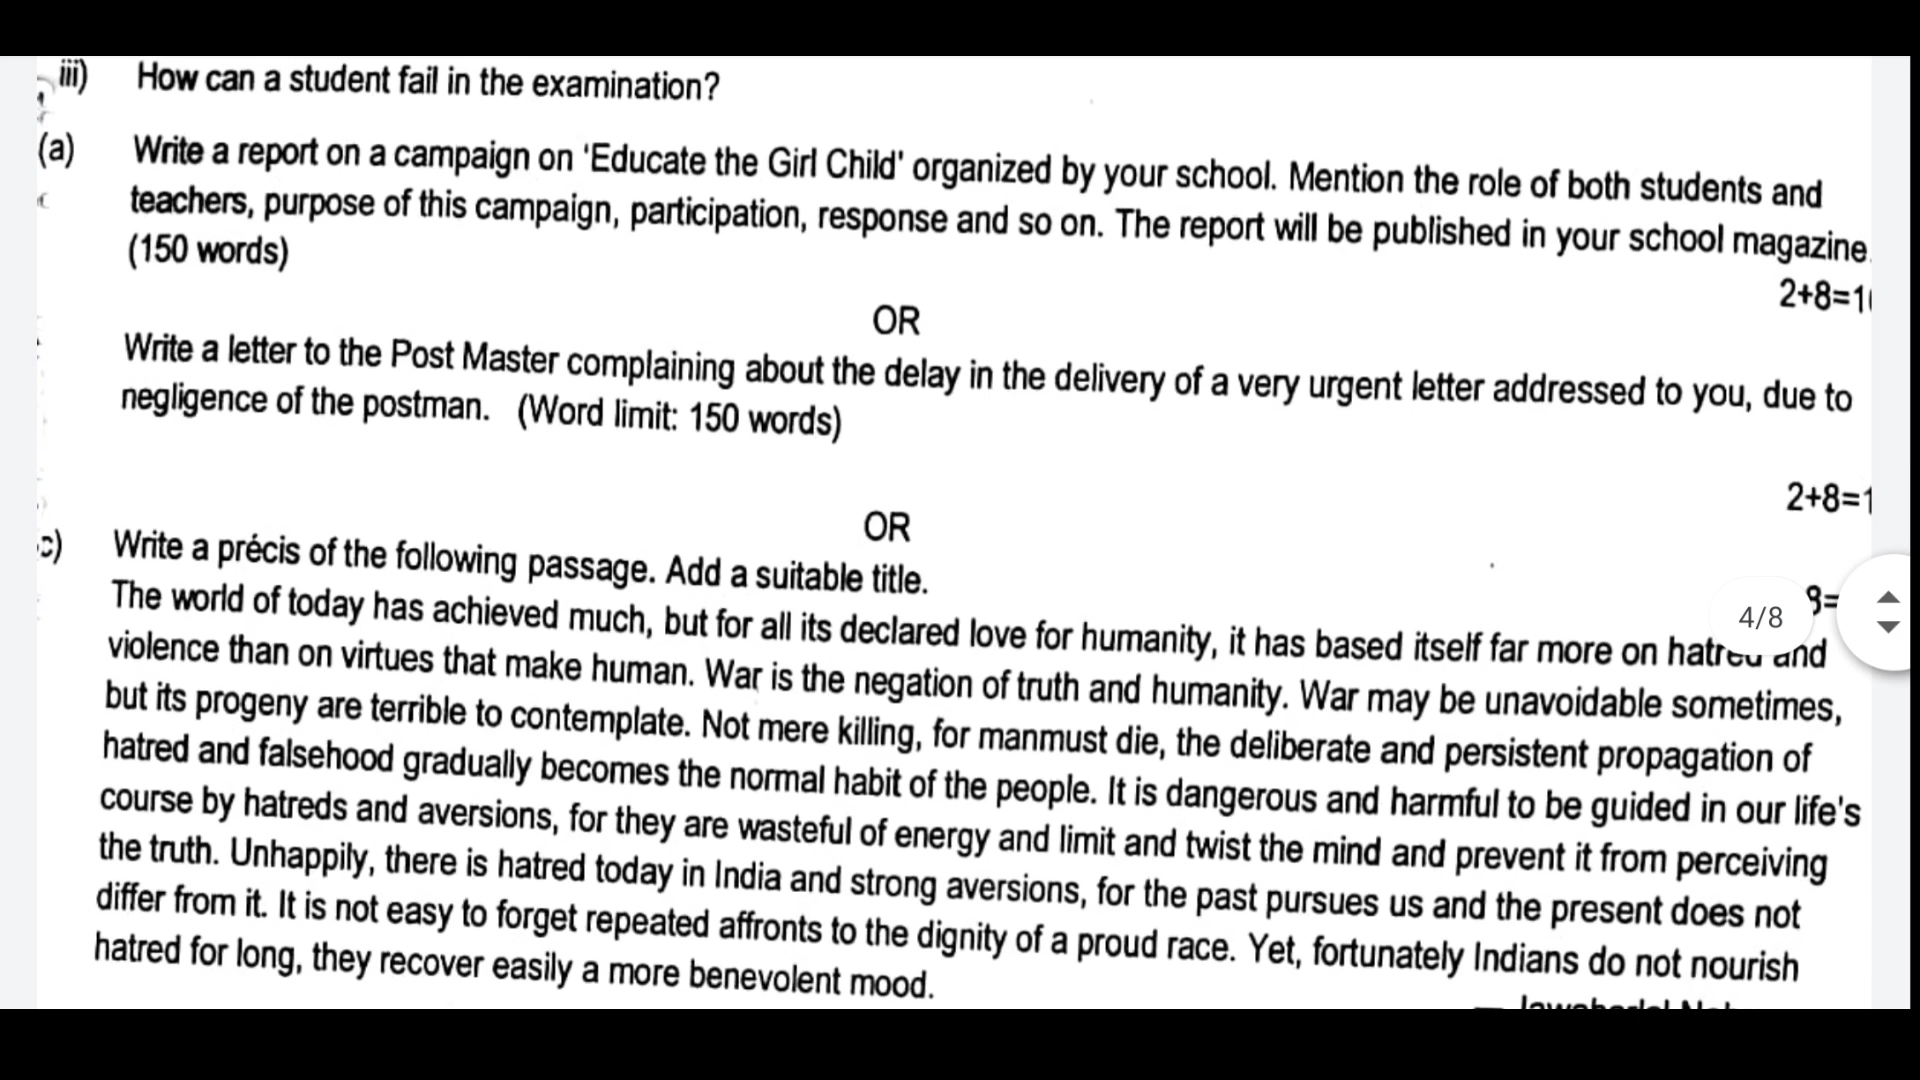 iii) How can a student fail in the examination?
(a) Write a report on a campaign on 'Educate the Girl Child' organized by your school. Mention the role of both students and
teachers, purpose of this campaign, participation, response and so on. The report will be published in your school magazine.
(150 words)
2+8=1
OR
Write a letter to the Post Master complaining about the delay in the delivery of a very urgent letter addressed to you, due to
negligence of the postman. (Word limit: 150 words)
2+8=1
OR
c) Write a précis of the following passage. Add a suitable title.
8=
4/8
The world of today has achieved much, but for all its declared love for humanity, it has based itself far more on hatred and
violence than on virtues that make human. War is the negation of truth and humanity. War may be unavoidable sometimes,
but its progeny are terrible to contemplate. Not mere killing, for manmust die, the deliberate and persistent propagation of
hatred and falsehood gradually becomes the normal habit of the people. It is dangerous and harmful to be guided in our life's
course by hatreds and aversions, for they are wasteful of energy and limit and twist the mind and prevent it from perceiving
the truth. Unhappily, there is hatred today in India and strong aversions, for the past pursues us and the present does not
differ from it. It is not easy to forget repeated affronts to the dignity of a proud race. Yet, fortunately Indians do not nourish
hatred for long, they recover easily a more benevolent mood.